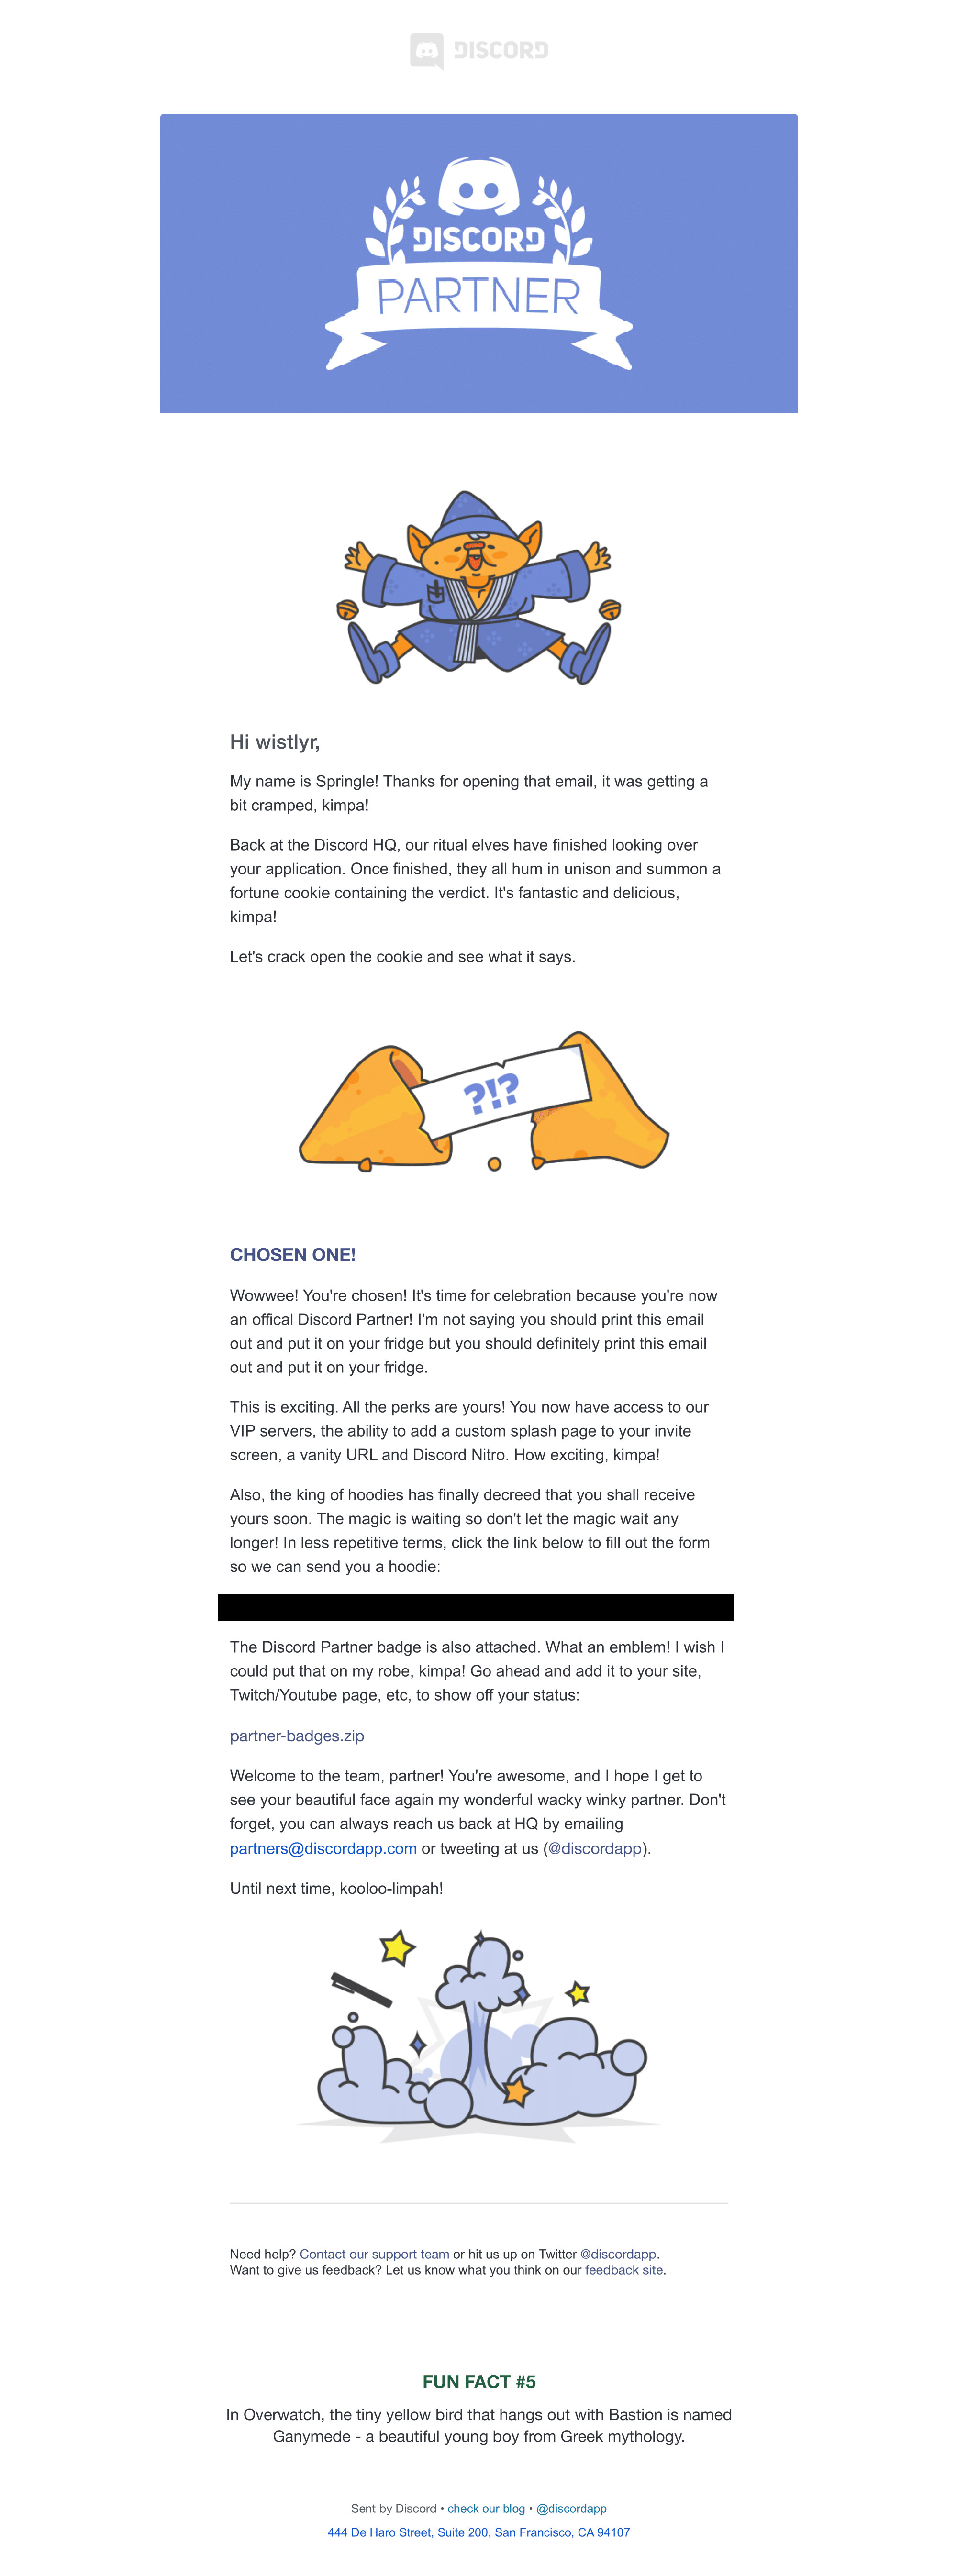 DISCORD
DISCORD
PARTNER
Hi wistlyr,
My name is Springle! Thanks for opening that email, it was getting a
bit cramped, kimpa!
Back at the Discord HQ, our ritual elves have finished looking over
your application. Once finished, they all hum in unison and summon a
fortune cookie containing the verdict. It's fantastic and delicious,
kimpa!
Let's crack open the cookie and see what it says.
?!?
CHOSEN ONE!
Wowwee! You're chosen! It's time for celebration because you're now
an offical Discord Partner! I'm not saying you should print this email
out and put it on your fridge but you should definitely print this email
out and put it on your fridge.
This is exciting. All the perks are yours! You now have access to our
VIP servers, the ability to add a custom splash page to your invite
screen, a vanity URL and Discord Nitro. How exciting, kimpa!
Also, the king of hoodies has finally decreed that you shall receive
yours soon. The magic is waiting so don't let the magic wait any
longer! In less repetitive terms, click the link below to fill out the form
so we can send you a hoodie:
The Discord Partner badge is also attached. What an emblem! I wish I
could put that on my robe, kimpa! Go ahead and add it to your site,
Twitch/Youtube page, etc, to show off your status:
partner-badges.zip
Welcome to the team, partner! You're awesome, and I hope I get to
see your beautiful face again my wonderful wacky winky partner. Don't
forget, you can always reach us back at HQ by emailing
partners@discordapp.com or tweeting at us (@discordapp).
Until next time, kooloo-limpah!
Need help? Contact our support team or hit us up on Twitter @discordapp.
Want to give us feedback? Let us know what you think on our feedback site.
FUN FACT #5
In Overwatch, the tiny yellow bird that hangs out with Bastion is named
Ganymede - a beautiful young boy from Greek mythology.
Sent by Discord • check our blog • @discordapp
444 De Haro Street, Suite 200, San Francisco, CA 94107